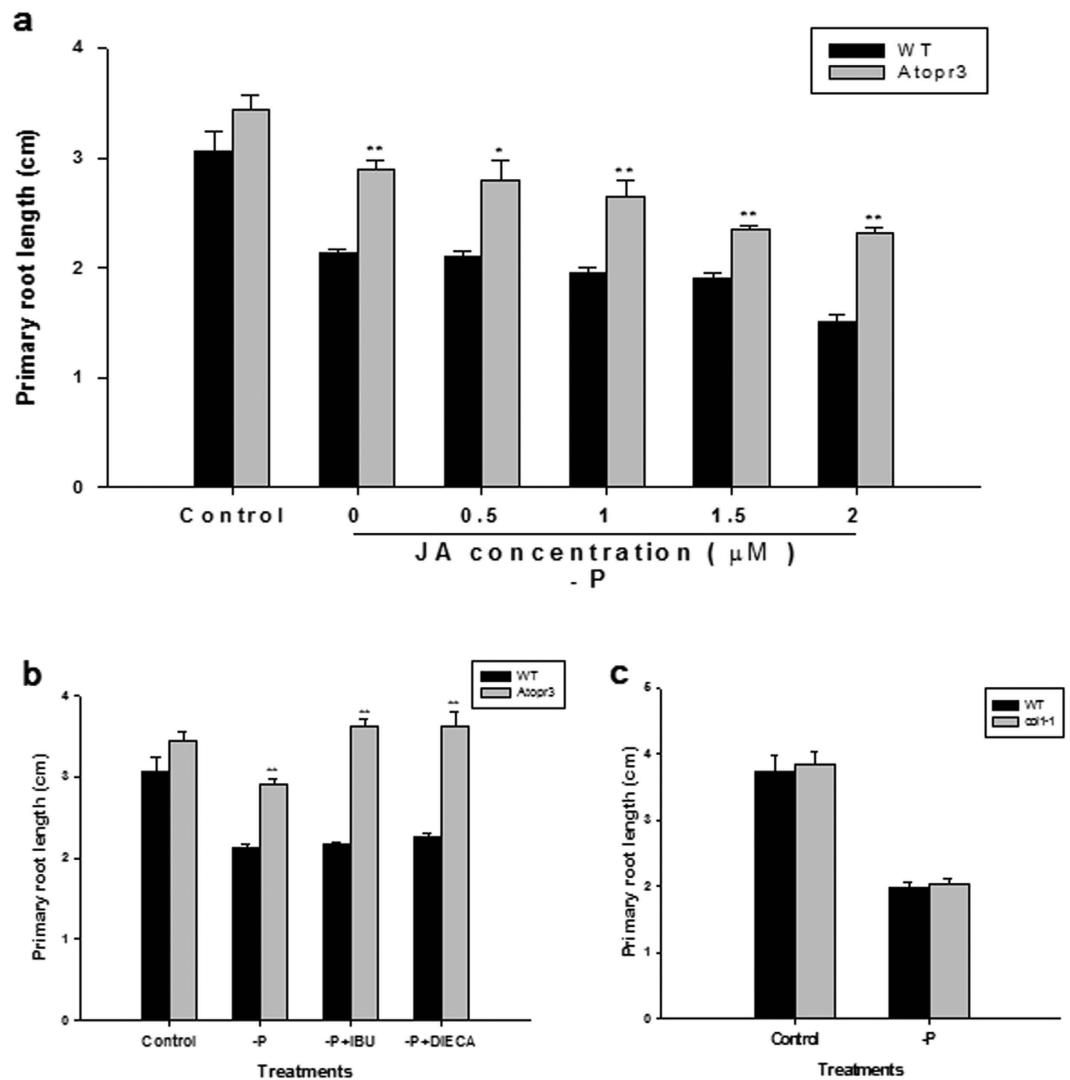 a
4
3
2
1
0
Primary root length (cm)
WT
Atopr3
**
*
**
**
**
Control 0 0.5 1 1.5 2
JA concentration ( μM )
- P
b
4
3
2
1
0
Primary root length (cm)
WT
Atopr3
**
**
**
Control -P -P+IBU -P+DIECA
Treatments
c
5
4
3
2
1
0
Primary root length (cm)
WT
coi1-1
Control -P
Treatments